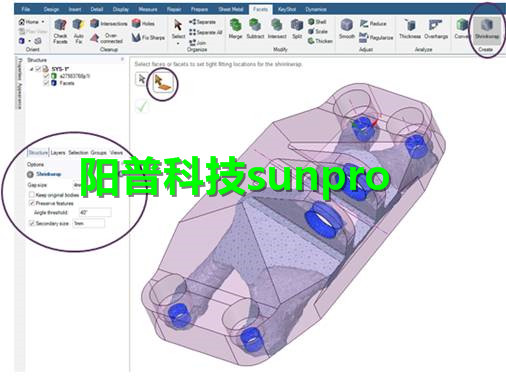 File Design Insert Detail Display Measure Repair Prepare Sheet Metal Facets KeyShot Dynamics
Home
Plan View
Orient
Check Facets
Auto Fix
Over-connected
Intersections
Holes
Fix Sharps
Cleanup
Select
Separate
Separate All
Join
Organize
Merge
Subtract
Intersect
Split
Shell
Scale
Thicken
Modify
Smooth
Reduce
Regularize
Adjust
Thickness
Overhangs
Analyze
Convert
Shrinkwrap
Create
Properties Appearance
Structure
SYS-1*
Facets
Select faces or facets to set tight fitting locations for the shrinkwrap.
Structure Layers Selection Groups Views
Options
Shrinkwrap
Gap size:
Keep original bodies
Preserve features
Angle threshold: 40°
Secondary size: 1mm
阳普科技sunpro